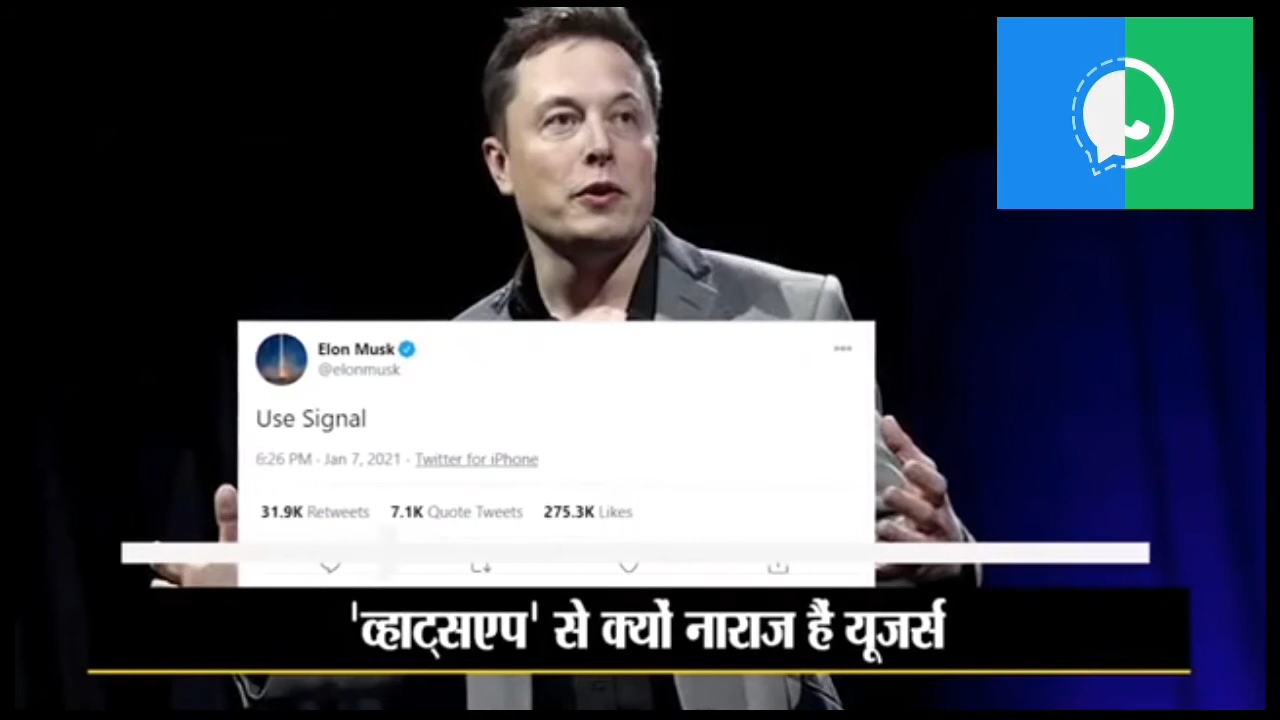 Elon Musk
@elonmusk
Use Signal
6:26 PM · Jan 7, 2021 · Twitter for iPhone
31.9K Retweets 7.1K Quote Tweets 275.3K Likes
'व्हाट्सएप' से क्यों नाराज हैं यूजर्स